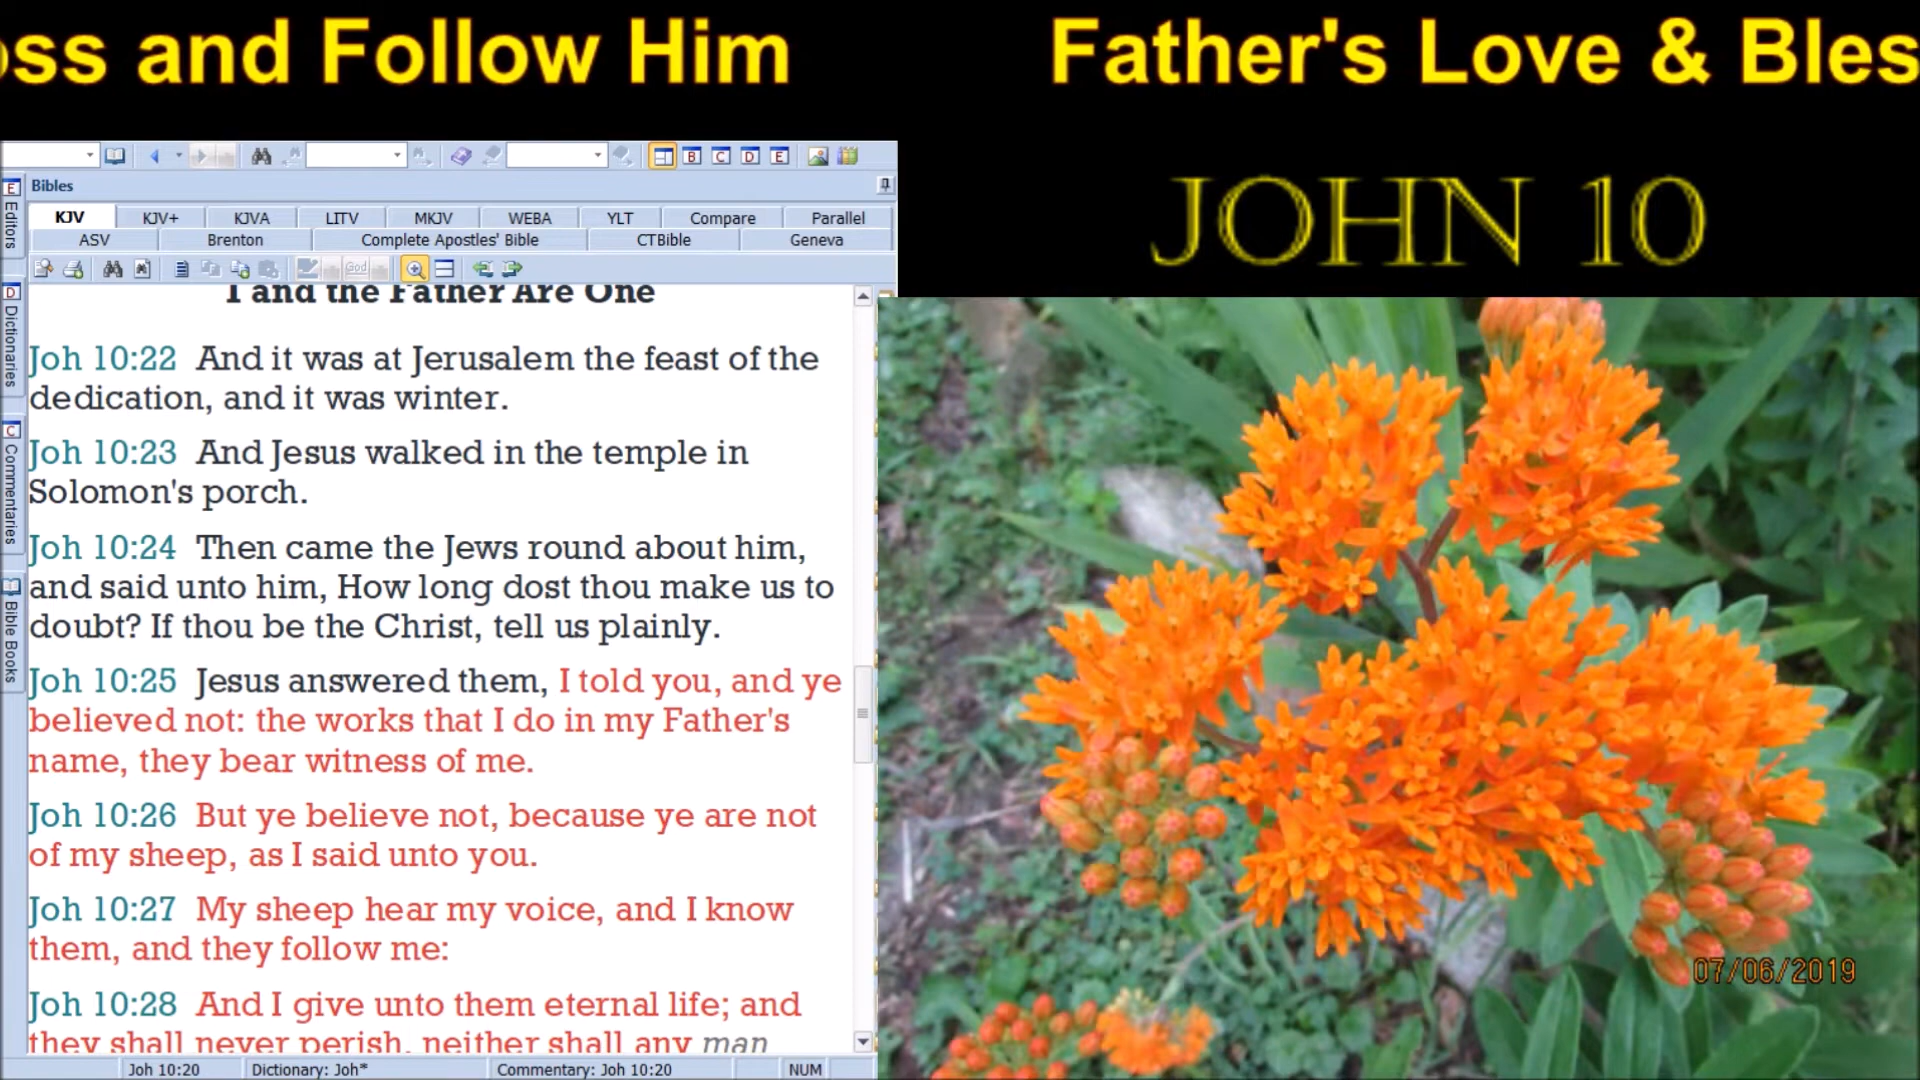 oss and Follow Him
Father's Love & Bles
JOHN 10
Bibles
KJV KJV+ KJVA LITV MKJV WEBA YLT Compare Parallel
ASV Brenton Complete Apostles' Bible CTBible Geneva
E Editors
D Dictionaries
C Commentaries
Bible Books
B C D E
God
I and the Father Are One
Joh 10:22 And it was at Jerusalem the feast of the
dedication, and it was winter.
Joh 10:23 And Jesus walked in the temple in
Solomon's porch.
Joh 10:24 Then came the Jews round about him,
and said unto him, How long dost thou make us to
doubt? If thou be the Christ, tell us plainly.
Joh 10:25 Jesus answered them, I told you, and ye
believed not: the works that I do in my Father's
name, they bear witness of me.
Joh 10:26 But ye believe not, because ye are not
of my sheep, as I said unto you.
Joh 10:27 My sheep hear my voice, and I know
them, and they follow me:
Joh 10:28 And I give unto them eternal life; and
they shall never perish, neither shall any man
Joh 10:20 Dictionary: Joh* Commentary: Joh 10:20 NUM
07/06/2019